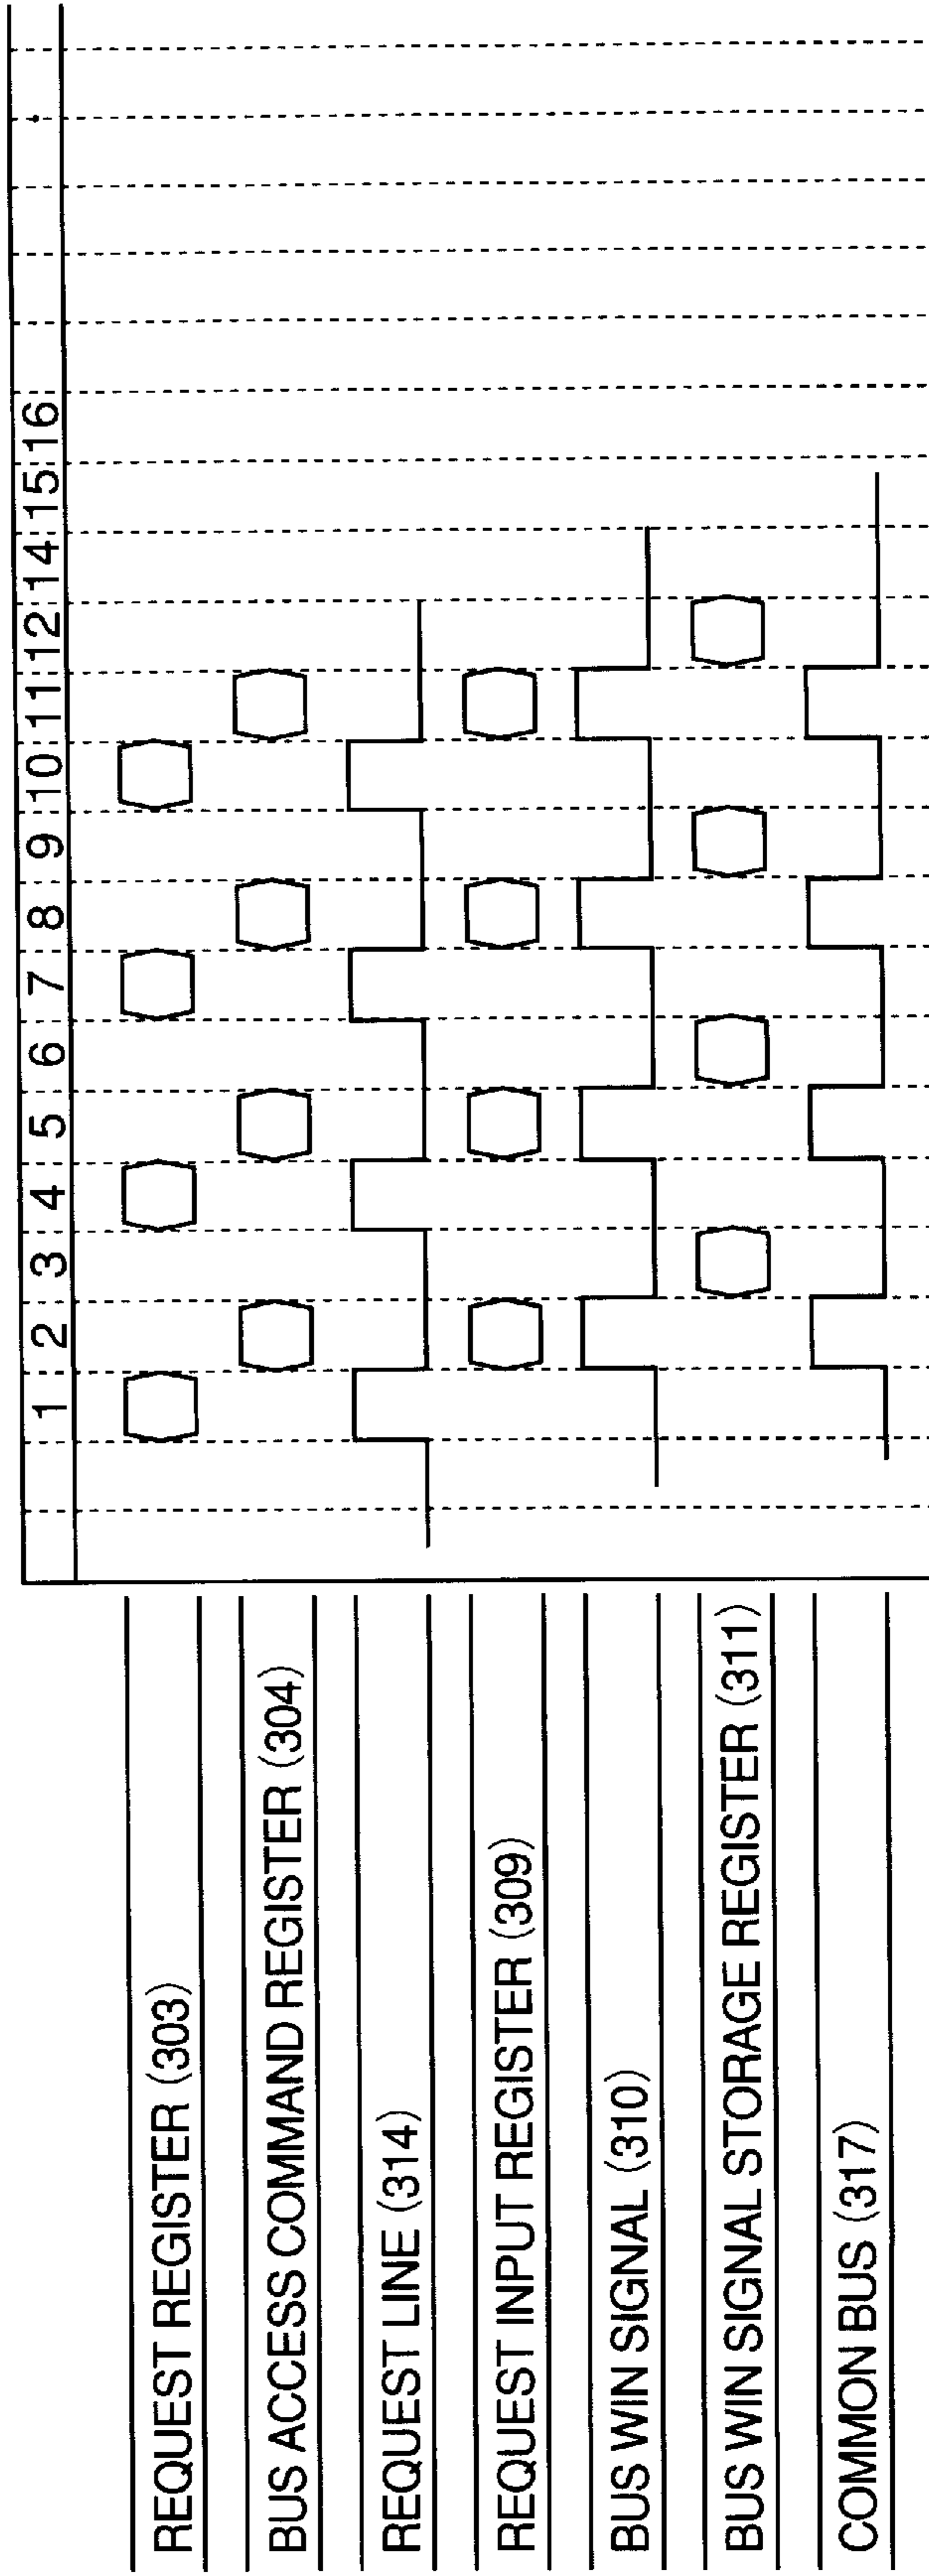 1 2 3 4 5 6 7 8 9 10 11 12 14 15 16
REQUEST REGISTER (303)
BUS ACCESS COMMAND REGISTER (304)
REQUEST LINE (314)
REQUEST INPUT REGISTER (309)
BUS WIN SIGNAL (310)
BUS WIN SIGNAL STORAGE REGISTER (311)
COMMON BUS (317)